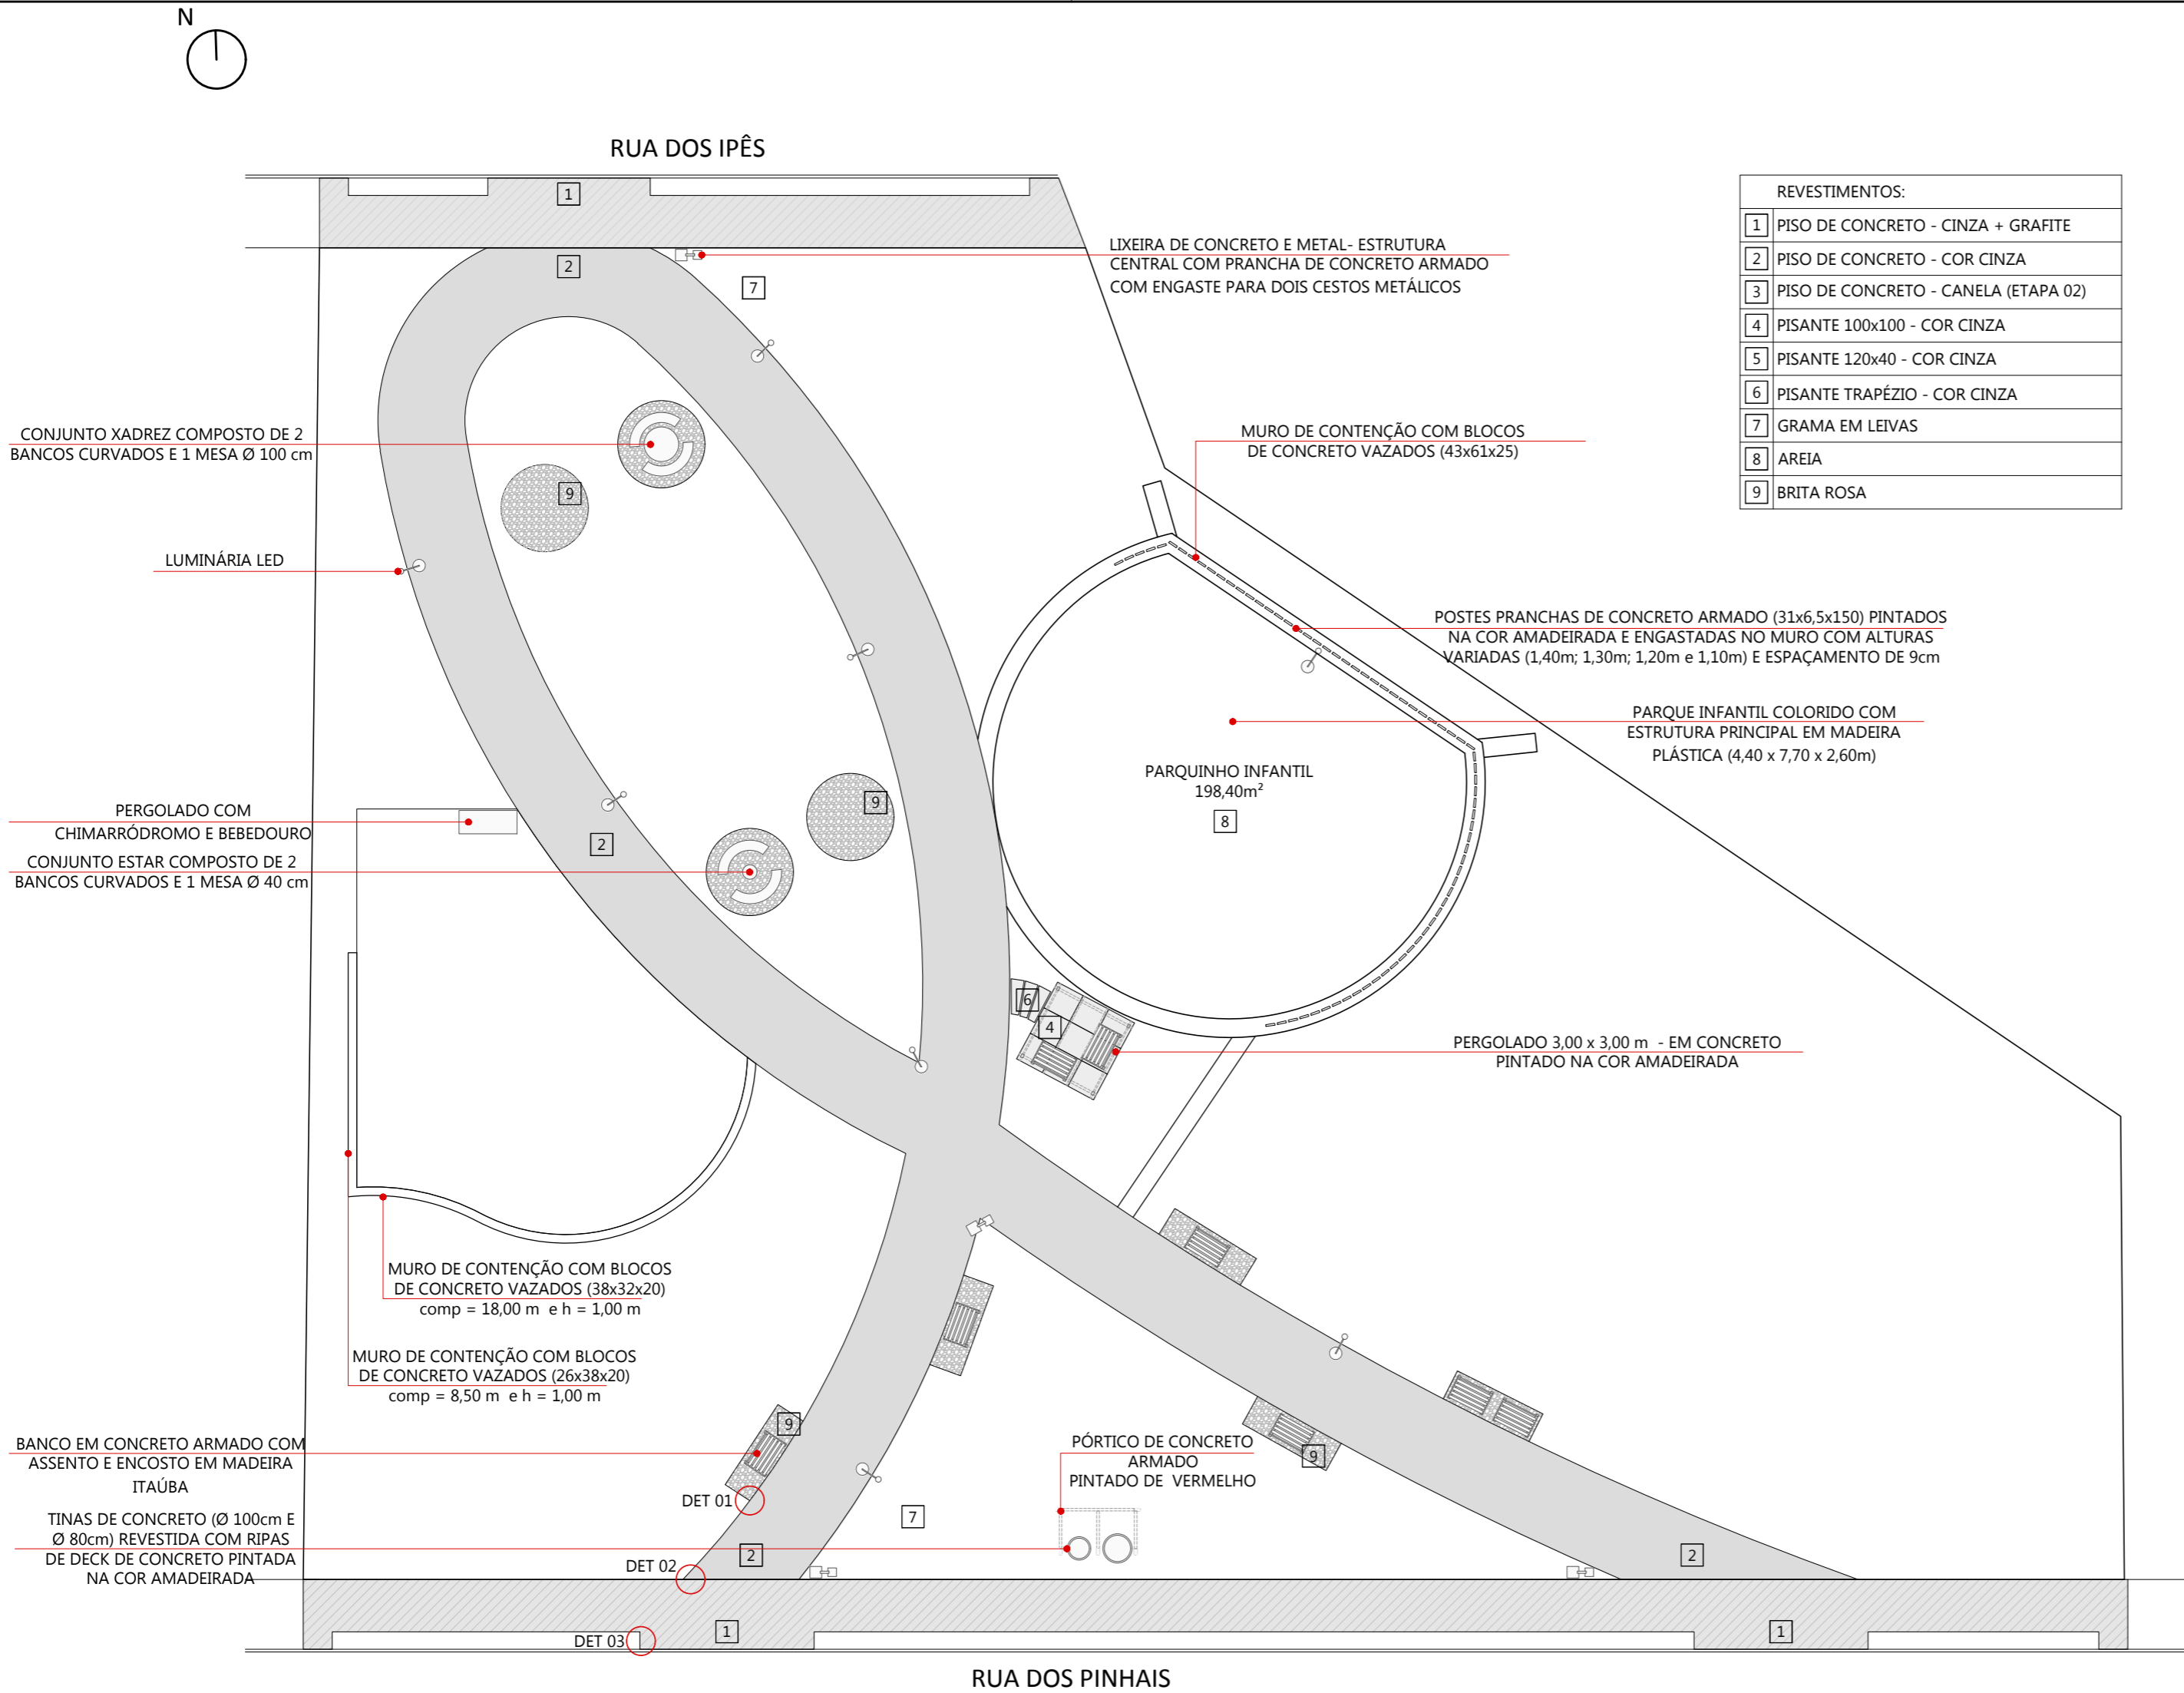 N
RUA DOS IPÊS
1
2
7
LIXEIRA DE CONCRETO E METAL- ESTRUTURA
CENTRAL COM PRANCHA DE CONCRETO ARMADO
COM ENGASTE PARA DOIS CESTOS METÁLICOS
REVESTIMENTOS:
1 PISO DE CONCRETO - CINZA + GRAFITE
2 PISO DE CONCRETO - COR CINZA
3 PISO DE CONCRETO - CANELA (ETAPA 02)
4 PISANTE 100x100 - COR CINZA
5 PISANTE 120x40 - COR CINZA
6 PISANTE TRAPÉZIO - COR CINZA
7 GRAMA EM LEIVAS
8 AREIA
9 BRITA ROSA
CONJUNTO XADREZ COMPOSTO DE 2
BANCOS CURVADOS E 1 MESA Ø 100 cm
9
MURO DE CONTENÇÃO COM BLOCOS
DE CONCRETO VAZADOS (43x61x25)
LUMINÁRIA LED
POSTES PRANCHAS DE CONCRETO ARMADO (31x6,5x150) PINTADOS
NA COR AMADEIRADA E ENGASTADAS NO MURO COM ALTURAS
VARIADAS (1,40m; 1,30m; 1,20m e 1,10m) E ESPAÇAMENTO DE 9cm
PARQUE INFANTIL COLORIDO COM
ESTRUTURA PRINCIPAL EM MADEIRA
PLÁSTICA (4,40 x 7,70 x 2,60m)
PARQUINHO INFANTIL
198,40m²
8
PERGOLADO COM
CHIMARRÓDROMO E BEBEDOURO
9
2
CONJUNTO ESTAR COMPOSTO DE 2
BANCOS CURVADOS E 1 MESA Ø 40 cm
6
4
PERGOLADO 3,00 x 3,00 m - EM CONCRETO
PINTADO NA COR AMADEIRADA
MURO DE CONTENÇÃO COM BLOCOS
DE CONCRETO VAZADOS (38x32x20)
comp = 18,00 m e h = 1,00 m
MURO DE CONTENÇÃO COM BLOCOS
DE CONCRETO VAZADOS (26x38x20)
comp = 8,50 m e h = 1,00 m
9
BANCO EM CONCRETO ARMADO COM
ASSENTO E ENCOSTO EM MADEIRA
ITAÚBA
PÓRTICO DE CONCRETO
ARMADO
PINTADO DE VERMELHO
9
DET 01
7
TINAS DE CONCRETO (Ø 100cm E
Ø 80cm) REVESTIDA COM RIPAS
DE DECK DE CONCRETO PINTADA
NA COR AMADEIRADA
DET 02
2
2
DET 03
1
1
RUA DOS PINHAIS